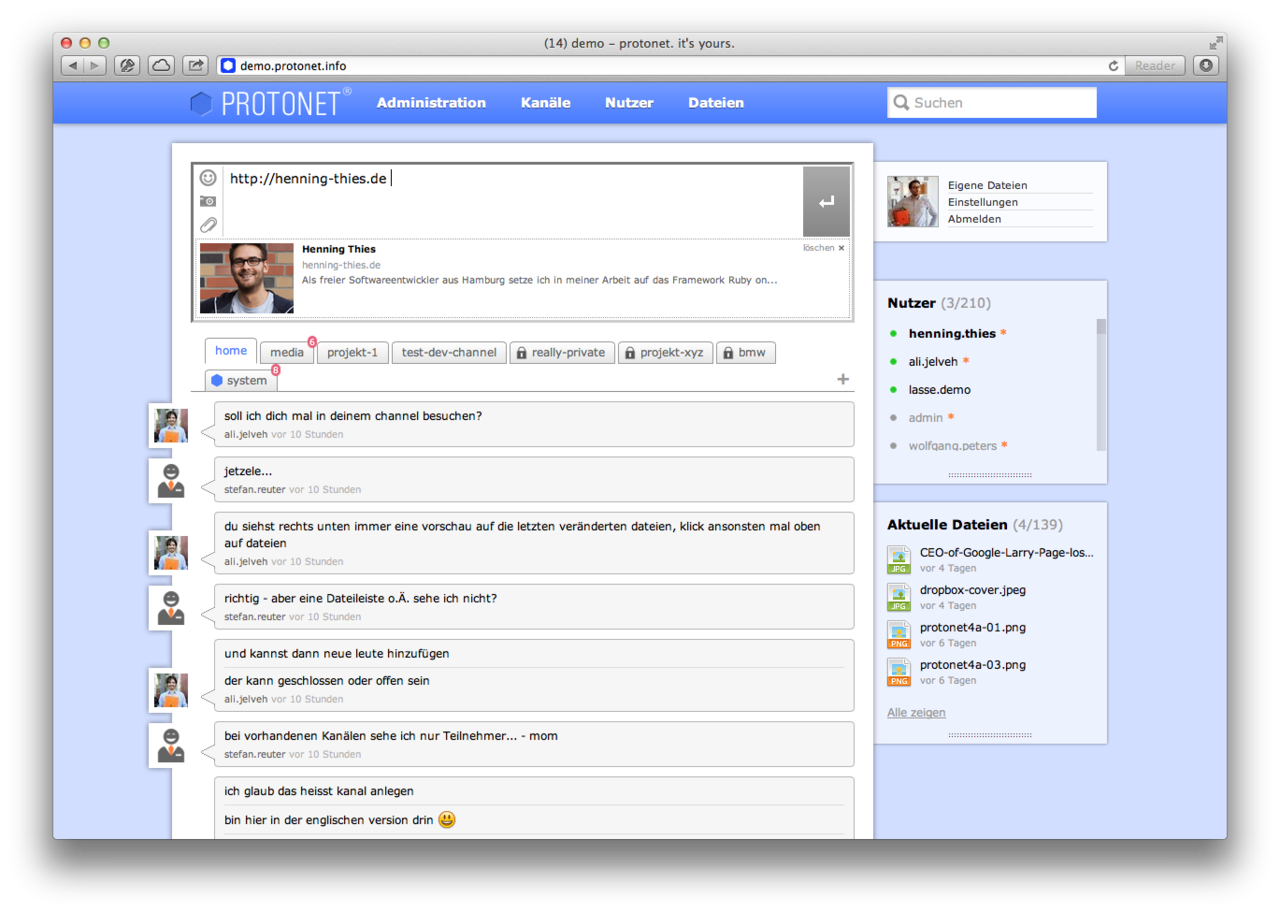 (14) demo – protonet. it's yours.
demo.protonet.info
Reader
PROTONET®
Administration
Kanäle
Nutzer
Dateien
Suchen
http://henning-thies.de
Henning Thies
löschen ×
henning-thies.de
Als freier Softwareentwickler aus Hamburg setze ich in meiner Arbeit auf das Framework Ruby on...
home
media
6
projekt-1
test-dev-channel
really-private
projekt-xyz
bmw
system
8
+
soll ich dich mal in deinem channel besuchen?
ali.jelveh vor 10 Stunden
jetzele...
stefan.reuter vor 10 Stunden
du siehst rechts unten immer eine vorschau auf die letzten veränderten dateien, klick ansonsten mal oben
auf dateien
ali.jelveh vor 10 Stunden
richtig - aber eine Dateileiste o.Ä. sehe ich nicht?
stefan.reuter vor 10 Stunden
und kannst dann neue leute hinzufügen
der kann geschlossen oder offen sein
ali.jelveh vor 10 Stunden
bei vorhandenen Kanälen sehe ich nur Teilnehmer... - mom
stefan.reuter vor 10 Stunden
ich glaub das heisst kanal anlegen
bin hier in der englischen version drin
Eigene Dateien
Einstellungen
Abmelden
Nutzer (3/210)
henning.thies *
ali.jelveh *
lasse.demo
admin *
wolfgang.peters *
Aktuelle Dateien (4/139)
JPG
CEO-of-Google-Larry-Page-los...
vor 4 Tagen
JPG
dropbox-cover.jpeg
vor 4 Tagen
PNG
protonet4a-01.png
vor 6 Tagen
PNG
protonet4a-03.png
vor 6 Tagen
Alle zeigen